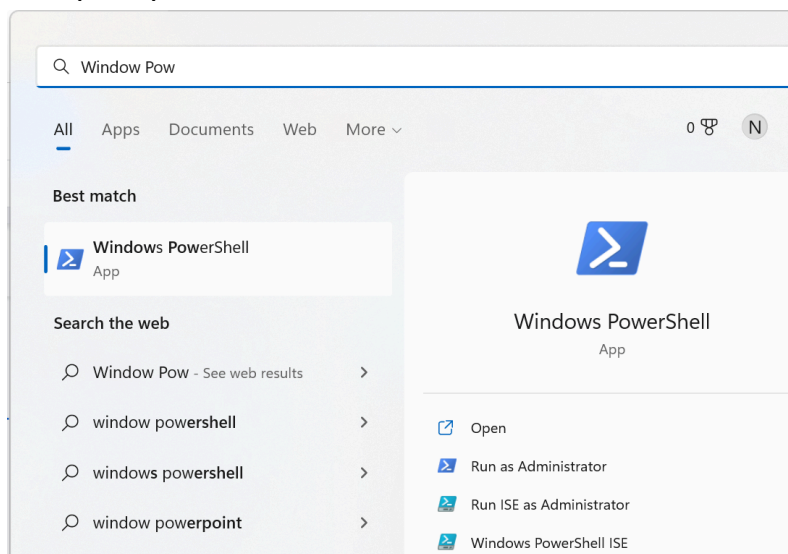 Window Pow
All Apps Documents Web More
0 N
Best match
Windows PowerShell
App
Search the web
Window Pow - See web results
window powershell
windows powershell
window powerpoint
Windows PowerShell
App
Open
Run as Administrator
Run ISE as Administrator
Windows PowerShell ISE